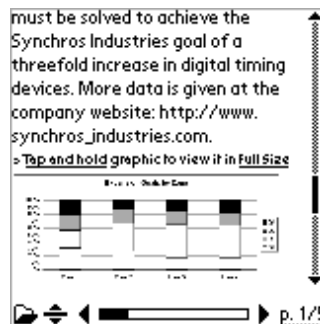 must be solved to achieve the
Synchros Industries goal of a
threefold increase in digital timing
devices. More data is given at the
company website: http://www.
synchros_industries.com.
Tap and hold graphic to view it in Full Size
p. 1/5